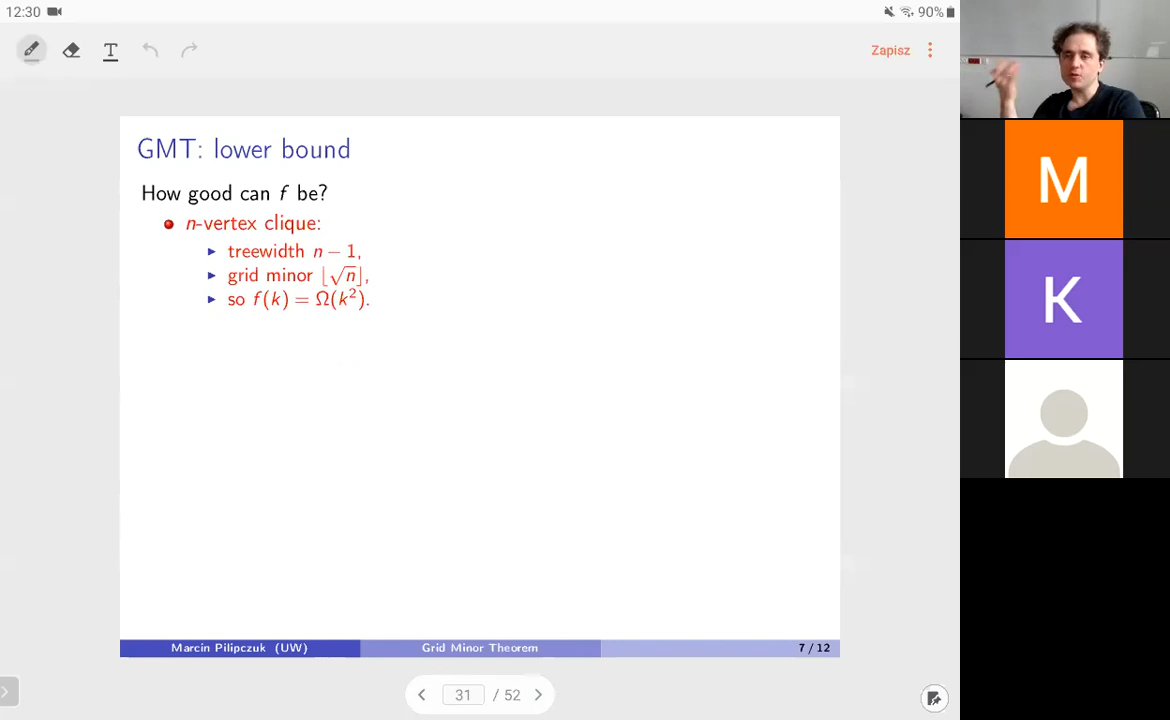 12:30 90%
T Zapisz
GMT: lower bound
How good can f be?
n-vertex clique:
treewidth n − 1,
grid minor ⌊√n⌋,
so f(k) = Ω(k²).
Marcin Pilipczuk (UW) Grid Minor Theorem 7 / 12
31 / 52
M
K